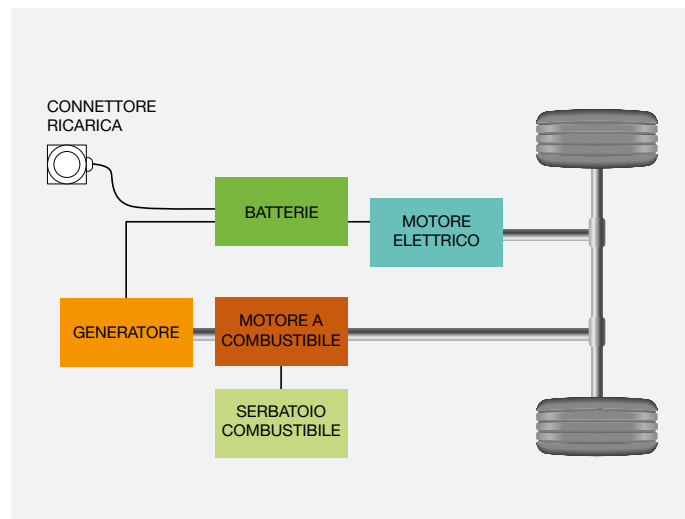 CONNETTORE
RICARICA
BATTERIE
MOTORE
ELETTRICO
GENERATORE
MOTORE A
COMBUSTIBILE
SERBATOIO
COMBUSTIBILE